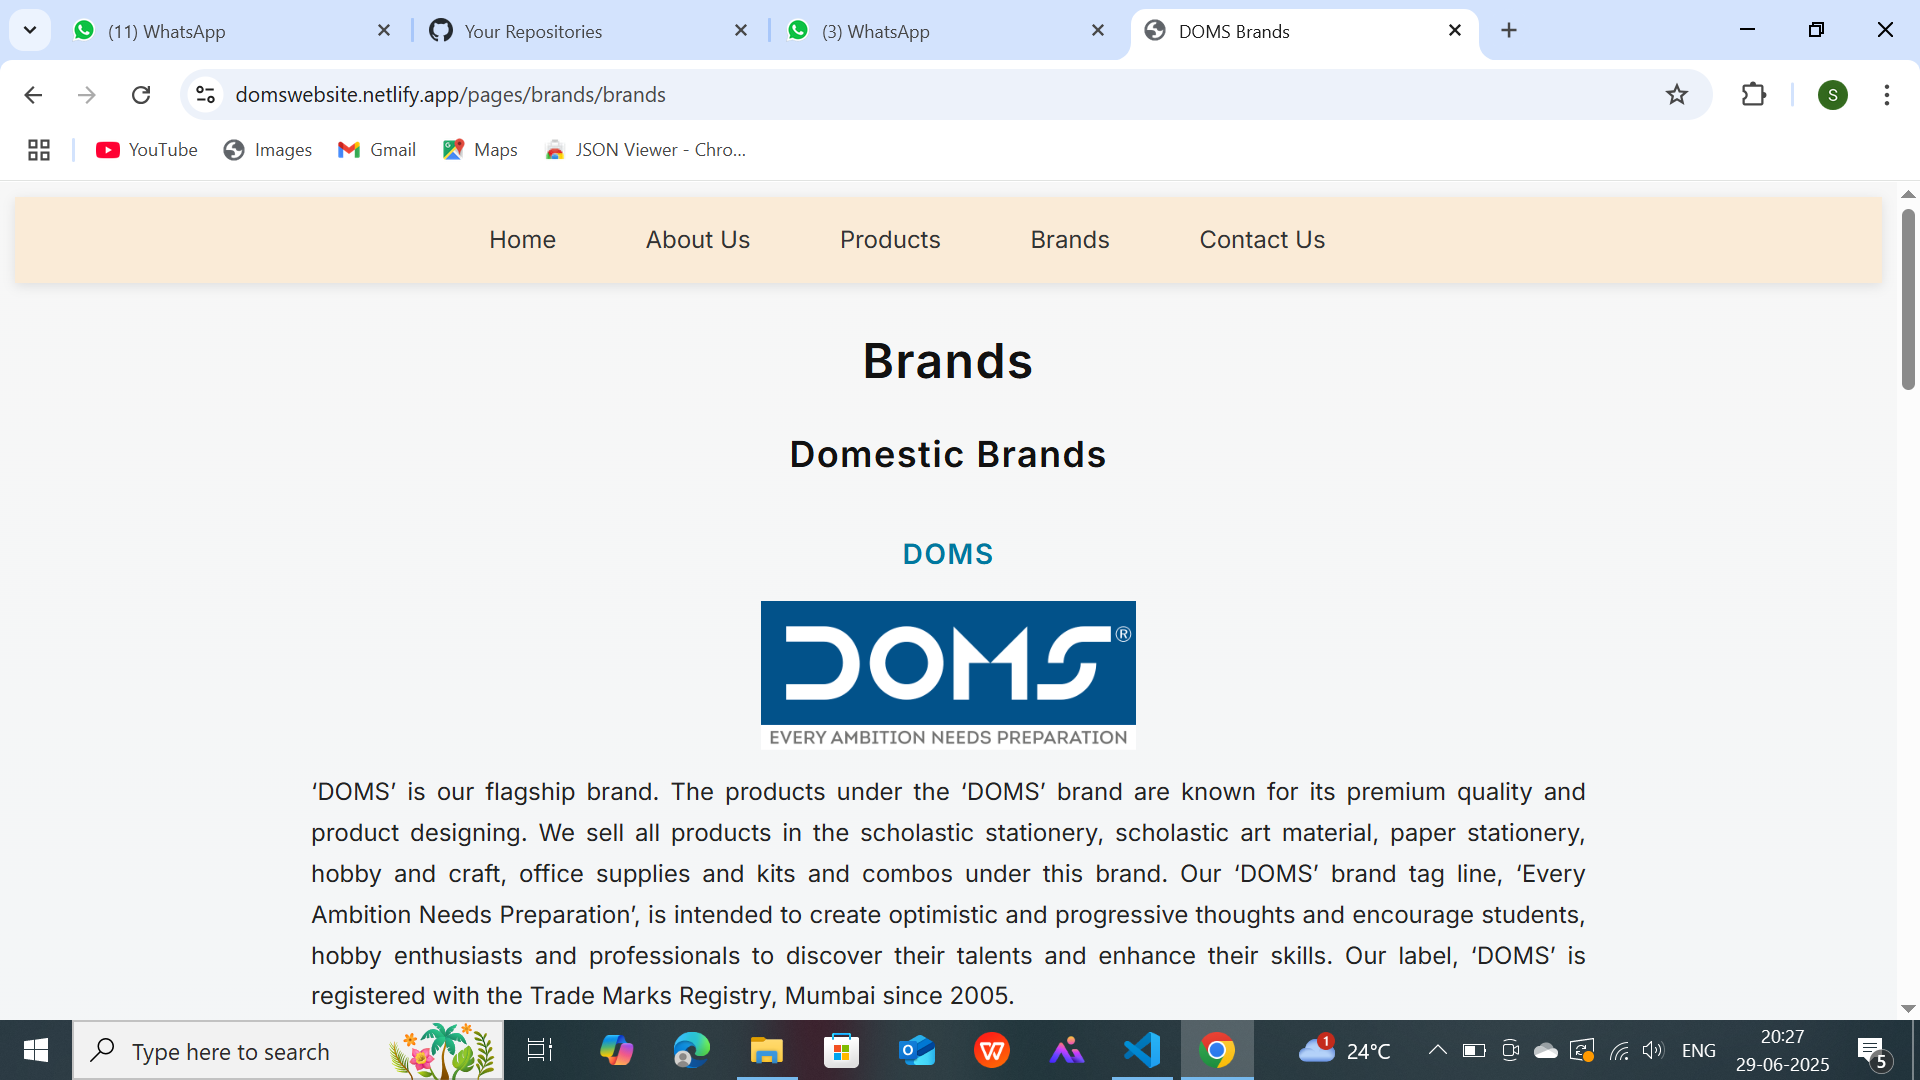 (11) WhatsApp
Your Repositories
(3) WhatsApp
DOMS Brands
domswebsite.netlify.app/pages/brands/brands
S
YouTube
Images
Gmail
Maps
JSON Viewer - Chro...
Home About Us Products Brands Contact Us
Brands
Domestic Brands
DOMS
DOMS®
EVERY AMBITION NEEDS PREPARATION
‘DOMS’ is our flagship brand. The products under the ‘DOMS’ brand are known for its premium quality and
product designing. We sell all products in the scholastic stationery, scholastic art material, paper stationery,
hobby and craft, office supplies and kits and combos under this brand. Our ‘DOMS’ brand tag line, ‘Every
Ambition Needs Preparation’, is intended to create optimistic and progressive thoughts and encourage students,
hobby enthusiasts and professionals to discover their talents and enhance their skills. Our label, ‘DOMS’ is
registered with the Trade Marks Registry, Mumbai since 2005.
Type here to search
W
1
24°C
ENG
20:27
29-06-2025
5